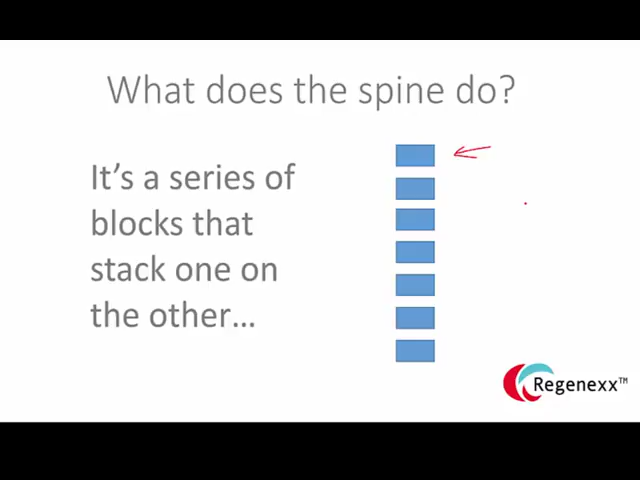 What does the spine do?
It's a series of
blocks that
stack one on
the other...
Regenexx™